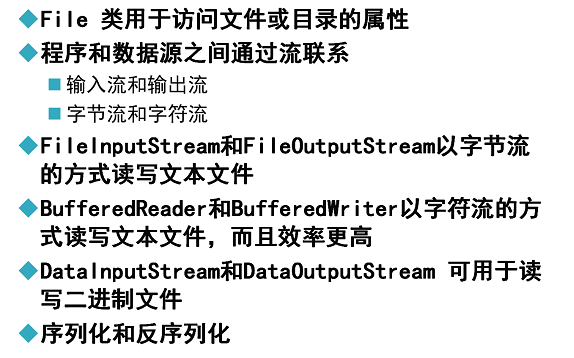 File 类用于访问文件或目录的属性
程序和数据源之间通过流联系
输入流和输出流
字节流和字符流
FileInputStream和FileOutputStream以字节流
的方式读写文本文件
BufferedReader和BufferedWriter以字符流的方
式读写文本文件，而且效率更高
DataInputStream和DataOutputStream 可用于读
写二进制文件
序列化和反序列化